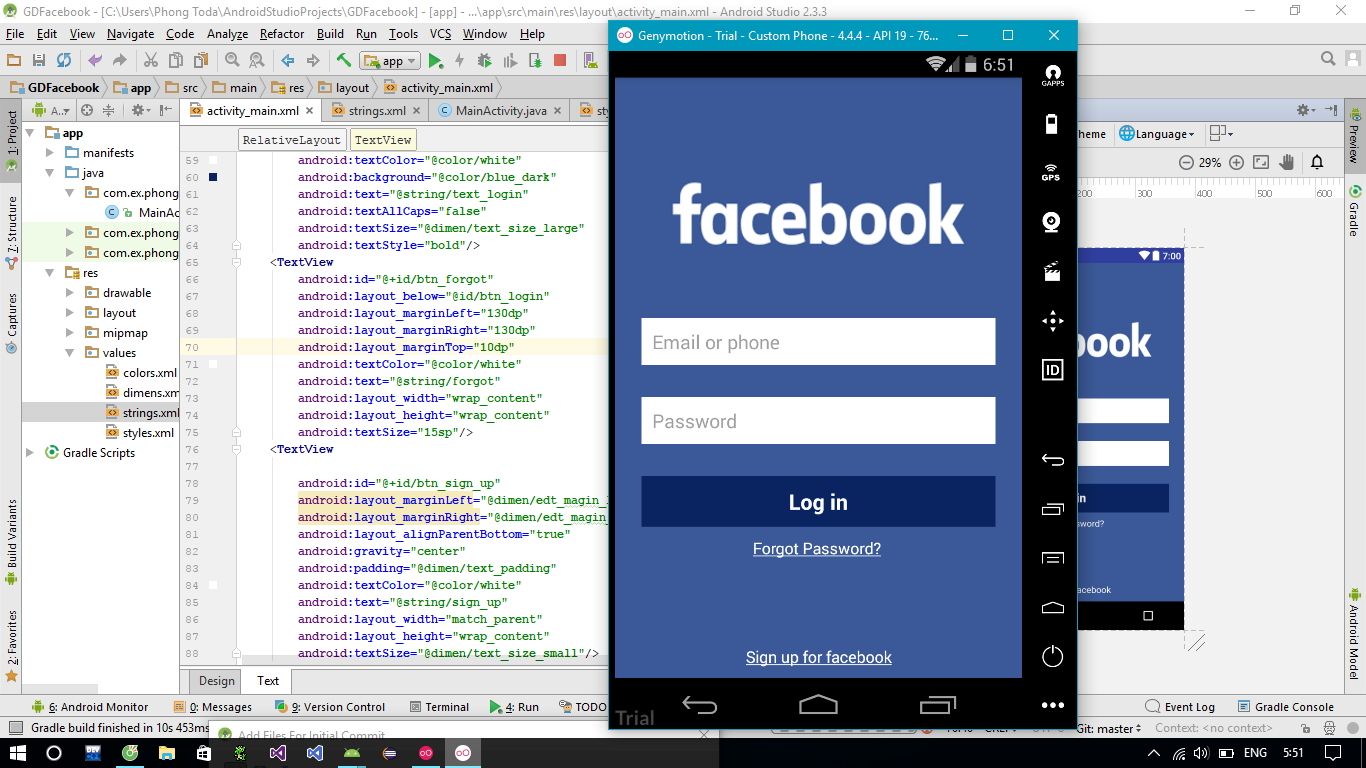 GDFacebook - [C:\Users\Phong Toda\AndroidStudioProjects\GDFacebook] - [app] - ...\app\src\main\res\layout\activity_main.xml - Android Studio 2.3.3
File Edit View Navigate Code Analyze Refactor Build Run Tools VCS Window Help
app
GDFacebook app src main res layout activity_main.xml
A...
activity_main.xml strings.xml MainActivity.java
RelativeLayout TextView
1: Project
7: Structure
Captures
Build Variants
2: Favorites
app
manifests
java
com.ex.phong
MainAc
com.ex.phong
com.ex.phong
res
drawable
layout
mipmap
values
colors.xml
dimens.xm
strings.xml
styles.xml
Gradle Scripts
59 android:textColor="@color/white"
60 android:background="@color/blue_dark"
61 android:text="@string/text_login"
62 android:textAllCaps="false"
63 android:textSize="@dimen/text_size_large"
64 android:textStyle="bold"/>
65 <TextView
66 android:id="@+id/btn_forgot"
67 android:layout_below="@id/btn_login"
68 android:layout_marginLeft="130dp"
69 android:layout_marginRight="130dp"
70 android:layout_marginTop="10dp"
71 android:textColor="@color/white"
72 android:text="@string/forgot"
73 android:layout_width="wrap_content"
74 android:layout_height="wrap_content"
75 android:textSize="15sp"/>
76 <TextView
77
78 android:id="@+id/btn_sign_up"
79 android:layout_marginLeft="@dimen/edt_magin_
80 android:layout_marginRight="@dimen/edt_magin_
81 android:layout_alignParentBottom="true"
82 android:gravity="center"
83 android:padding="@dimen/text_padding"
84 android:textColor="@color/white"
85 android:text="@string/sign_up"
86 android:layout_width="match_parent"
87 android:layout_height="wrap_content"
88 android:textSize="@dimen/text_size_small"/>
Design Text
Genymotion - Trial - Custom Phone - 4.4.4 - API 19 - 76...
6:51
facebook
Email or phone
Password
Log in
Forgot Password?
Sign up for facebook
Trial
GAPPS
GPS
ID
heme Language
29%
200 300 400 500 600
7:00
book
in
sword?
acebook
Preview
Gradle
Android Model
6: Android Monitor 0: Messages 9: Version Control Terminal 4: Run TODO Event Log Gradle Console
Gradle build finished in 10s 453ms
Add Files For Initial Commit
Git: master Context: <no context>
ENG 5:51